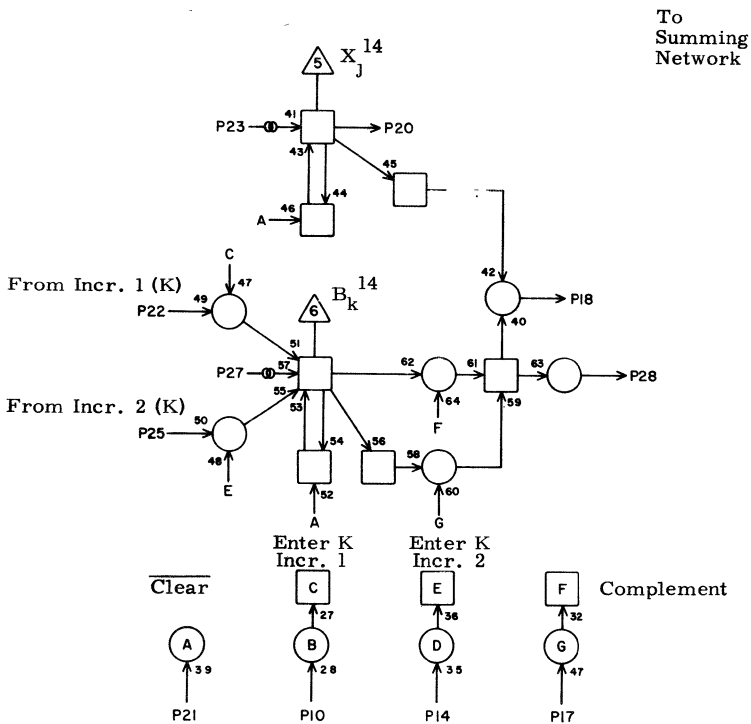 To
Summing
Network
5 X_J^14
P23 41 P20
43 45
44
A 46
C
47
From Incr. 1 (K)
49
P22
6 B_k^14
42
P18
40
51
P27 57 62 61 63 P28
55 59
64
F
53
From Incr. 2 (K)
50
P25
48
E
54 56 58
52 60
A G
Enter K Enter K
Incr. 1 Incr. 2
Clear C E F Complement
27 36 32
A B D G
39 28 35 47
P21 P10 P14 P17